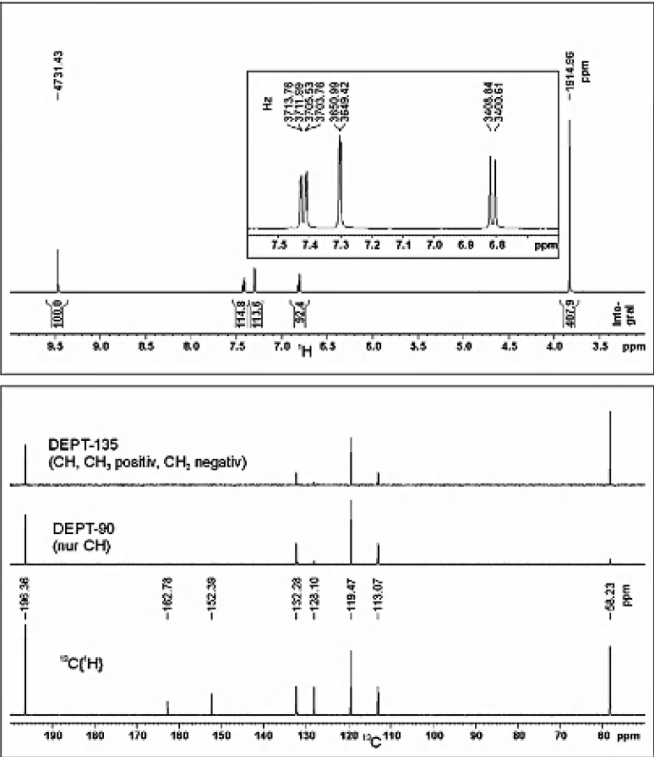 4731.43
1914.96
ppm
Hz
3713.76
3711.99
3705.53
3703.76
3650.99
3649.42
3408.84
3400.61
7.5 7.4 7.3 7.2 7.1 7.0 6.9 6.8 ppm
100.0 114.8 113.6 92.4 407.9 Inte-
gral
9.5 9.0 8.5 8.0 7.5 7.0 6.5 6.0 5.5 5.0 4.5 4.0 3.5 ppm
¹H
DEPT-135
(CH, CH₃ positiv, CH₂ negativ)
DEPT-90
(nur CH)
196.36 162.78 152.39 132.28 128.10 119.47 113.07 58.23 ppm
¹³C{¹H}
190 180 170 160 150 140 130 120 110 100 90 80 70 60 ppm
¹³C